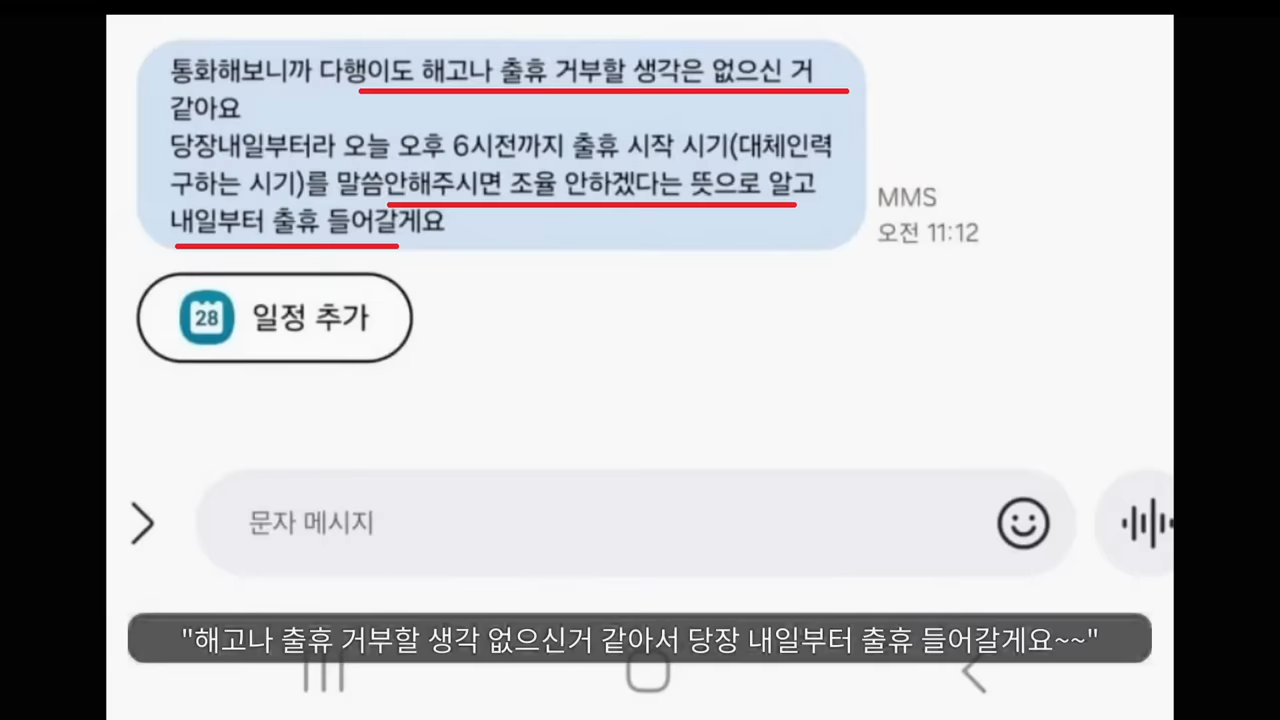 통화해보니까 다행이도 해고나 출휴 거부할 생각은 없으신 거
같아요
당장내일부터라 오늘 오후 6시전까지 출휴 시작 시기(대체인력
구하는 시기)를 말씀안해주시면 조율 안하겠다는 뜻으로 알고
내일부터 출휴 들어갈게요
MMS
오전 11:12
28 일정 추가
문자 메시지
"해고나 출휴 거부할 생각 없으신거 같아서 당장 내일부터 출휴 들어갈게요~~"